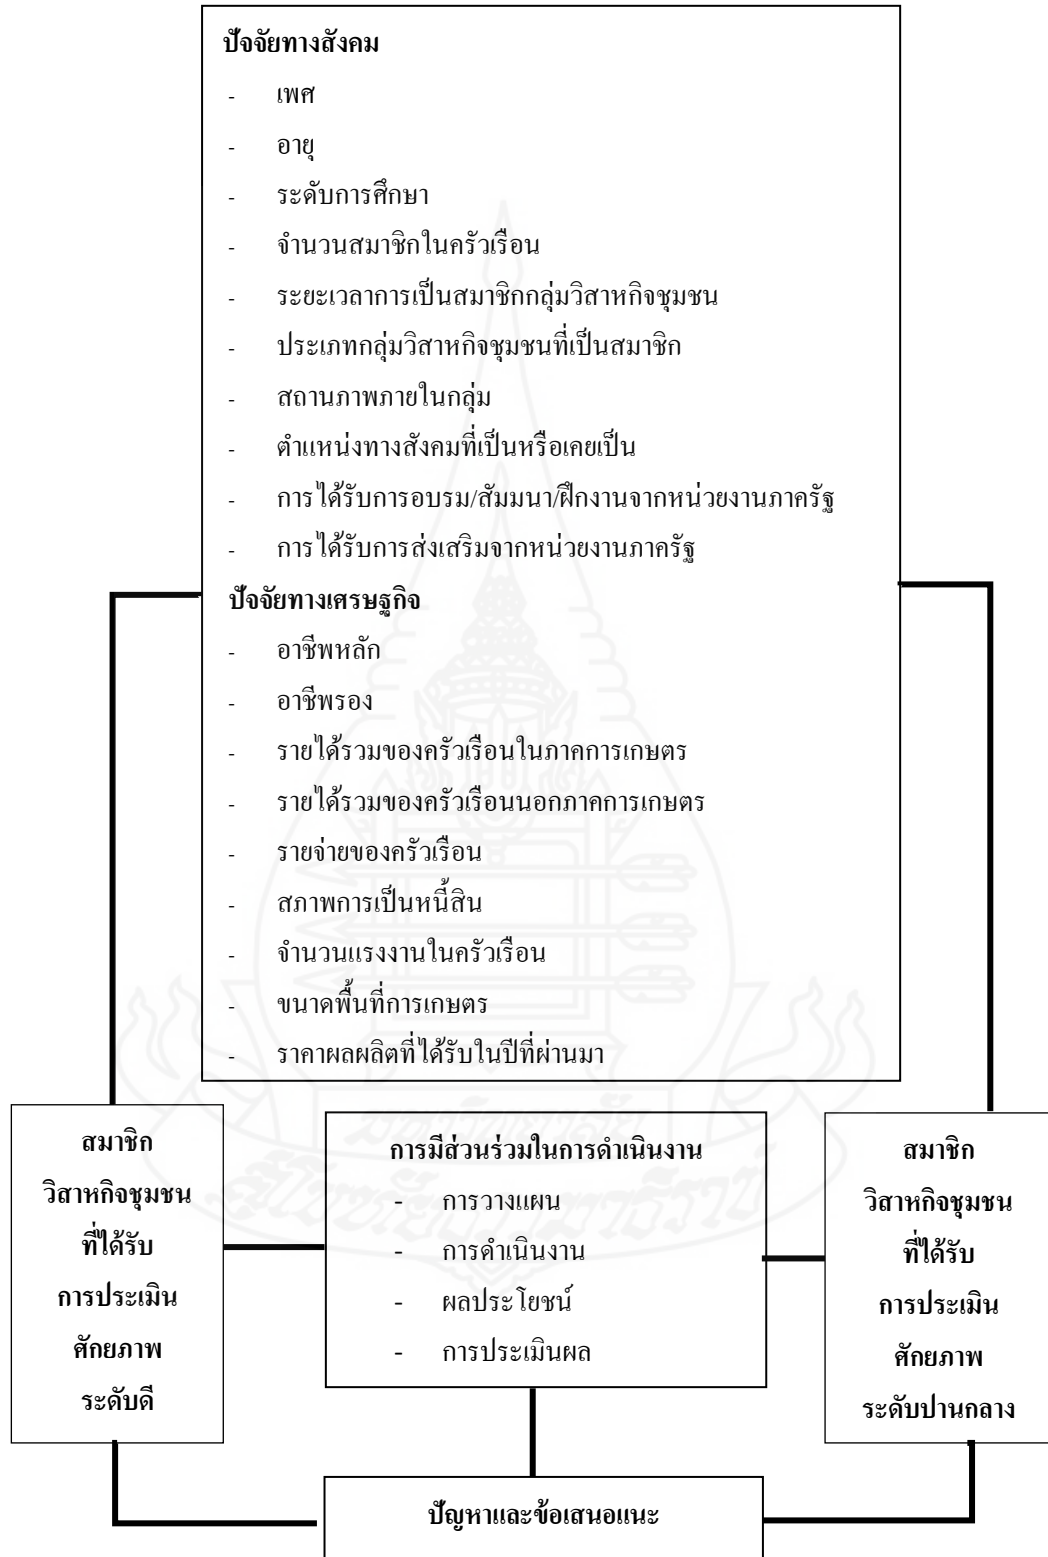 ปัจจัยทางสังคม
- เพศ
- อายุ
- ระดับการศึกษา
- จำนวนสมาชิกในครัวเรือน
- ระยะเวลาการเป็นสมาชิกกลุ่มวิสาหกิจชุมชน
- ประเภทกลุ่มวิสาหกิจชุมชนที่เป็นสมาชิก
- สถานภาพภายในกลุ่ม
- ตำแหน่งทางสังคมที่เป็นหรือเคยเป็น
- การได้รับการอบรม/สัมมนา/ฝึกงานจากหน่วยงานภาครัฐ
- การได้รับการส่งเสริมจากหน่วยงานภาครัฐ
ปัจจัยทางเศรษฐกิจ
- อาชีพหลัก
- อาชีพรอง
- รายได้รวมของครัวเรือนในภาคการเกษตร
- รายได้รวมของครัวเรือนนอกภาคการเกษตร
- รายจ่ายของครัวเรือน
- สภาพการเป็นหนี้สิน
- จำนวนแรงงานในครัวเรือน
- ขนาดพื้นที่การเกษตร
- ราคาผลผลิตที่ได้รับในปีที่ผ่านมา
สมาชิก
วิสาหกิจชุมชน
ที่ได้รับ
การประเมิน
ศักยภาพ
ระดับดี
การมีส่วนร่วมในการดำเนินงาน
- การวางแผน
- การดำเนินงาน
- ผลประโยชน์
- การประเมินผล
สมาชิก
วิสาหกิจชุมชน
ที่ได้รับ
การประเมิน
ศักยภาพ
ระดับปานกลาง
ปัญหาและข้อเสนอแนะ
มหาวิทยาลัย
สุโขทัยธรรมาธิราช